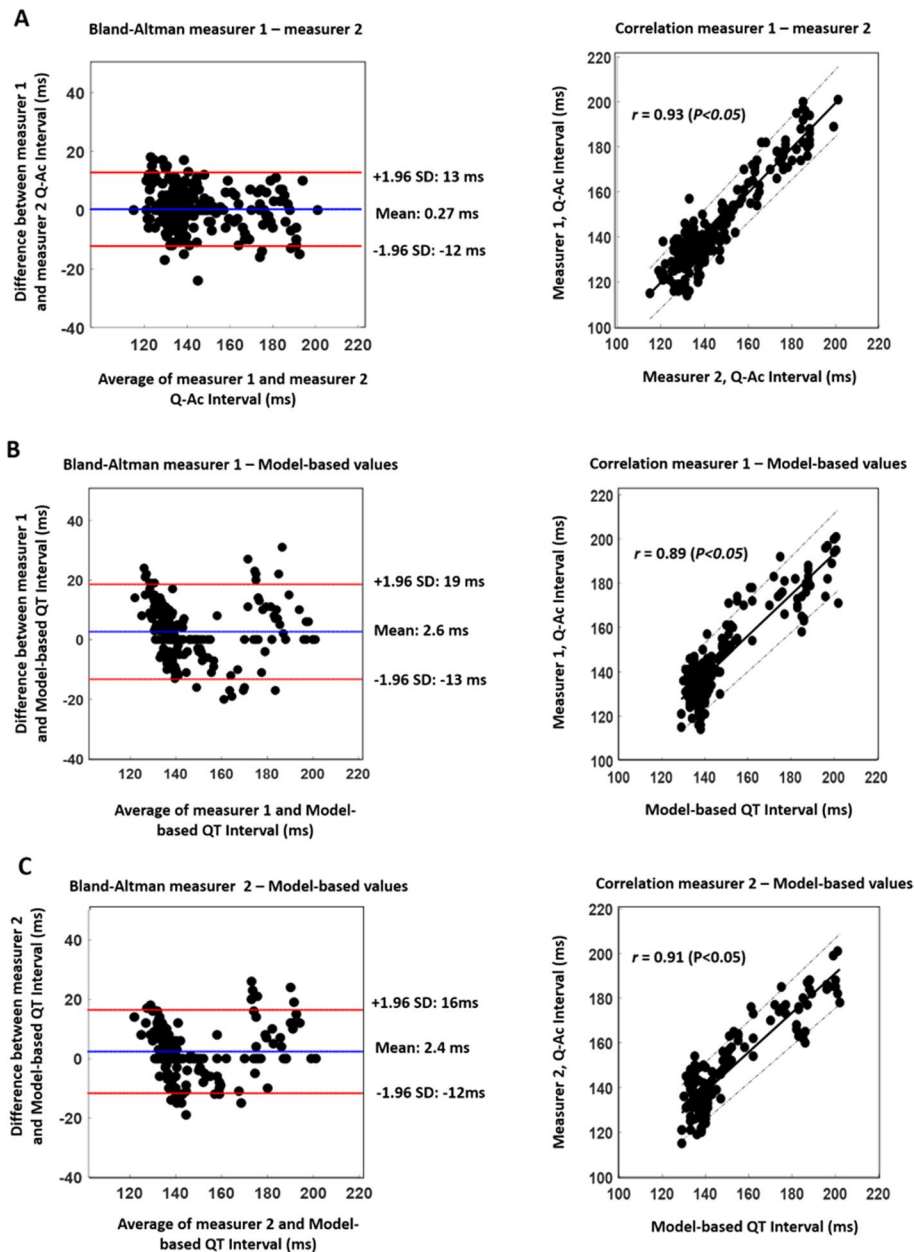 A
Bland-Altman measurer 1 – measurer 2
Difference between measurer 1
and measurer 2 Q-Ac Interval (ms)
40
20
0
-20
-40
120 140 160 180 200 220
+1.96 SD: 13 ms
Mean: 0.27 ms
-1.96 SD: -12 ms
Average of measurer 1 and measurer 2
Q-Ac Interval (ms)
Correlation measurer 1 – measurer 2
Measurer 1, Q-Ac Interval (ms)
220
200
180
160
140
120
100
r = 0.93 (P<0.05)
100 120 140 160 180 200 220
Measurer 2, Q-Ac Interval (ms)
B
Bland-Altman measurer 1 – Model-based values
Difference between measurer 1
and Model-based QT Interval (ms)
40
20
0
-20
-40
120 140 160 180 200 220
+1.96 SD: 19 ms
Mean: 2.6 ms
-1.96 SD: -13 ms
Average of measurer 1 and Model-
based QT Interval (ms)
Correlation measurer 1 – Model-based values
Measurer 1, Q-Ac Interval (ms)
220
200
180
160
140
120
100
r = 0.89 (P<0.05)
100 120 140 160 180 200 220
Model-based QT Interval (ms)
C
Bland-Altman measurer 2 – Model-based values
Difference between measurer 2
and Model-based QT Interval (ms)
40
20
0
-20
-40
120 140 160 180 200 220
+1.96 SD: 16ms
Mean: 2.4 ms
-1.96 SD: -12ms
Average of measurer 2 and Model-
based QT Interval (ms)
Correlation measurer 2 – Model-based values
Measurer 2, Q-Ac Interval (ms)
220
200
180
160
140
120
100
r = 0.91 (P<0.05)
100 120 140 160 180 200 220
Model-based QT Interval (ms)